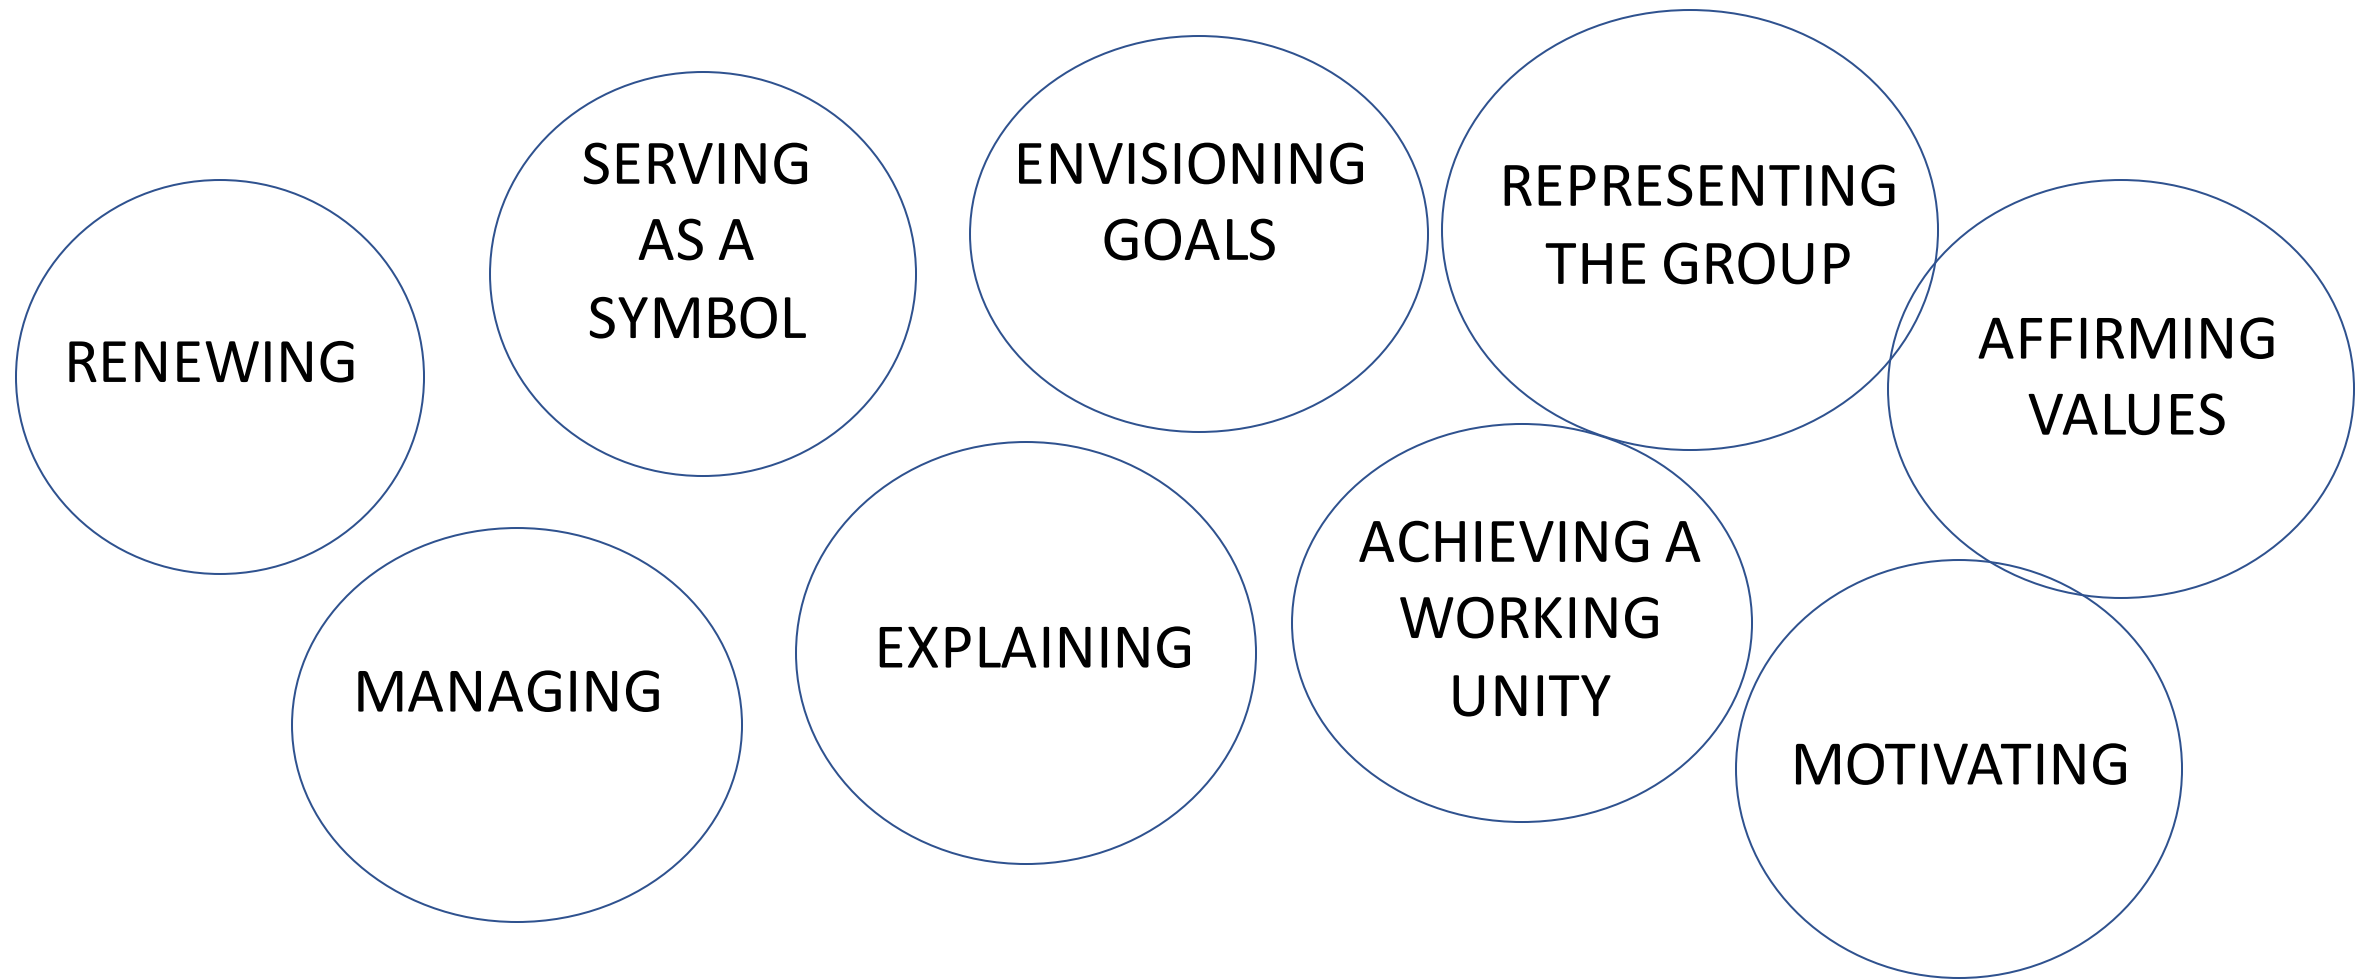 RENEWING
SERVING
AS A
SYMBOL
ENVISIONING
GOALS
REPRESENTING
THE GROUP
AFFIRMING
VALUES
MANAGING
EXPLAINING
ACHIEVING A
WORKING
UNITY
MOTIVATING